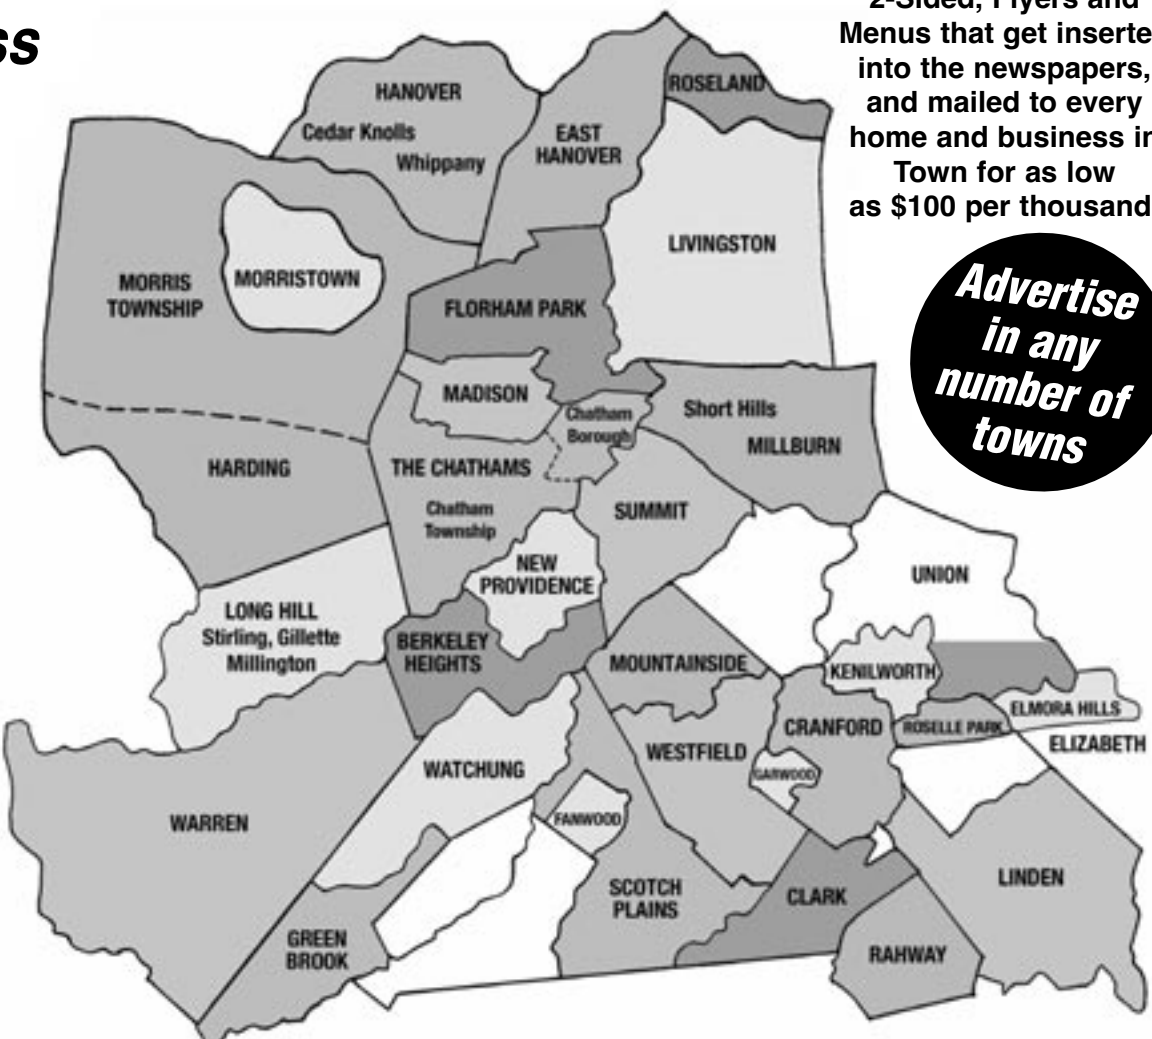 ss
2-Sided, Flyers and
Menus that get inserte
into the newspapers,
and mailed to every
home and business in
Town for as low
as $100 per thousand
Advertise
in any
number of
towns
HANOVER
Cedar Knolls
Whippany
EAST
HANOVER
ROSELAND
LIVINGSTON
MORRIS
TOWNSHIP
MORRISTOWN
FLORHAM PARK
MADISON
Chatham
Borough
Short Hills
MILLBURN
HARDING
THE CHATHAMS
Chatham
Township
SUMMIT
NEW
PROVIDENCE
UNION
LONG HILL
Stirling, Gillette
Millington
BERKELEY
HEIGHTS
MOUNTAINSIDE
KENILWORTH
ELMORA HILLS
ROSELLE PARK
CRANFORD
ELIZABETH
WESTFIELD
GARWOOD
WATCHUNG
WARREN
FANWOOD
SCOTCH
PLAINS
CLARK
LINDEN
GREEN
BROOK
RAHWAY